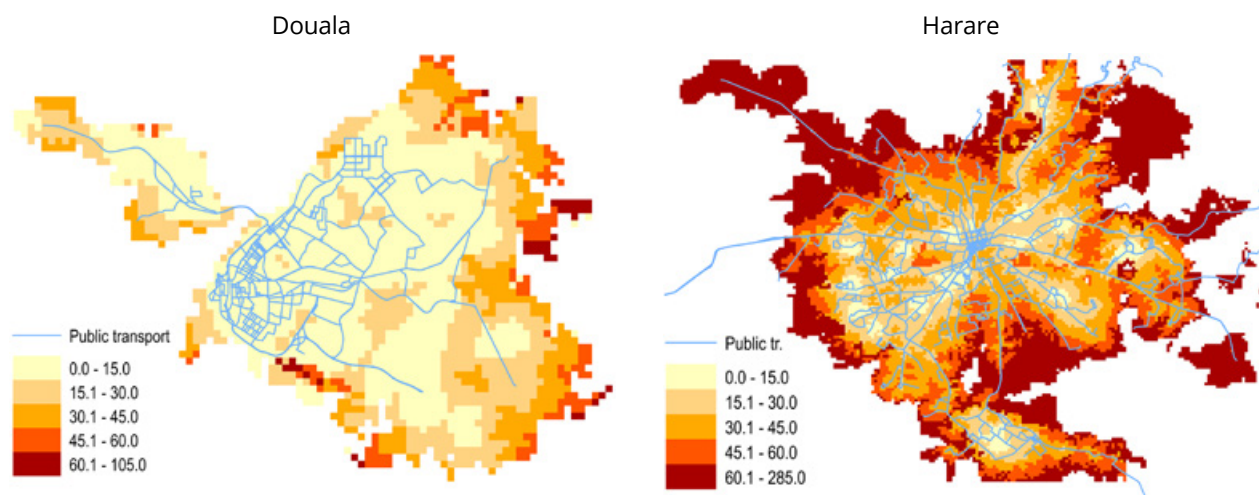 Douala
Public transport
0.0 - 15.0
15.1 - 30.0
30.1 - 45.0
45.1 - 60.0
60.1 - 105.0
Harare
Public tr.
0.0 - 15.0
15.1 - 30.0
30.1 - 45.0
45.1 - 60.0
60.1 - 285.0